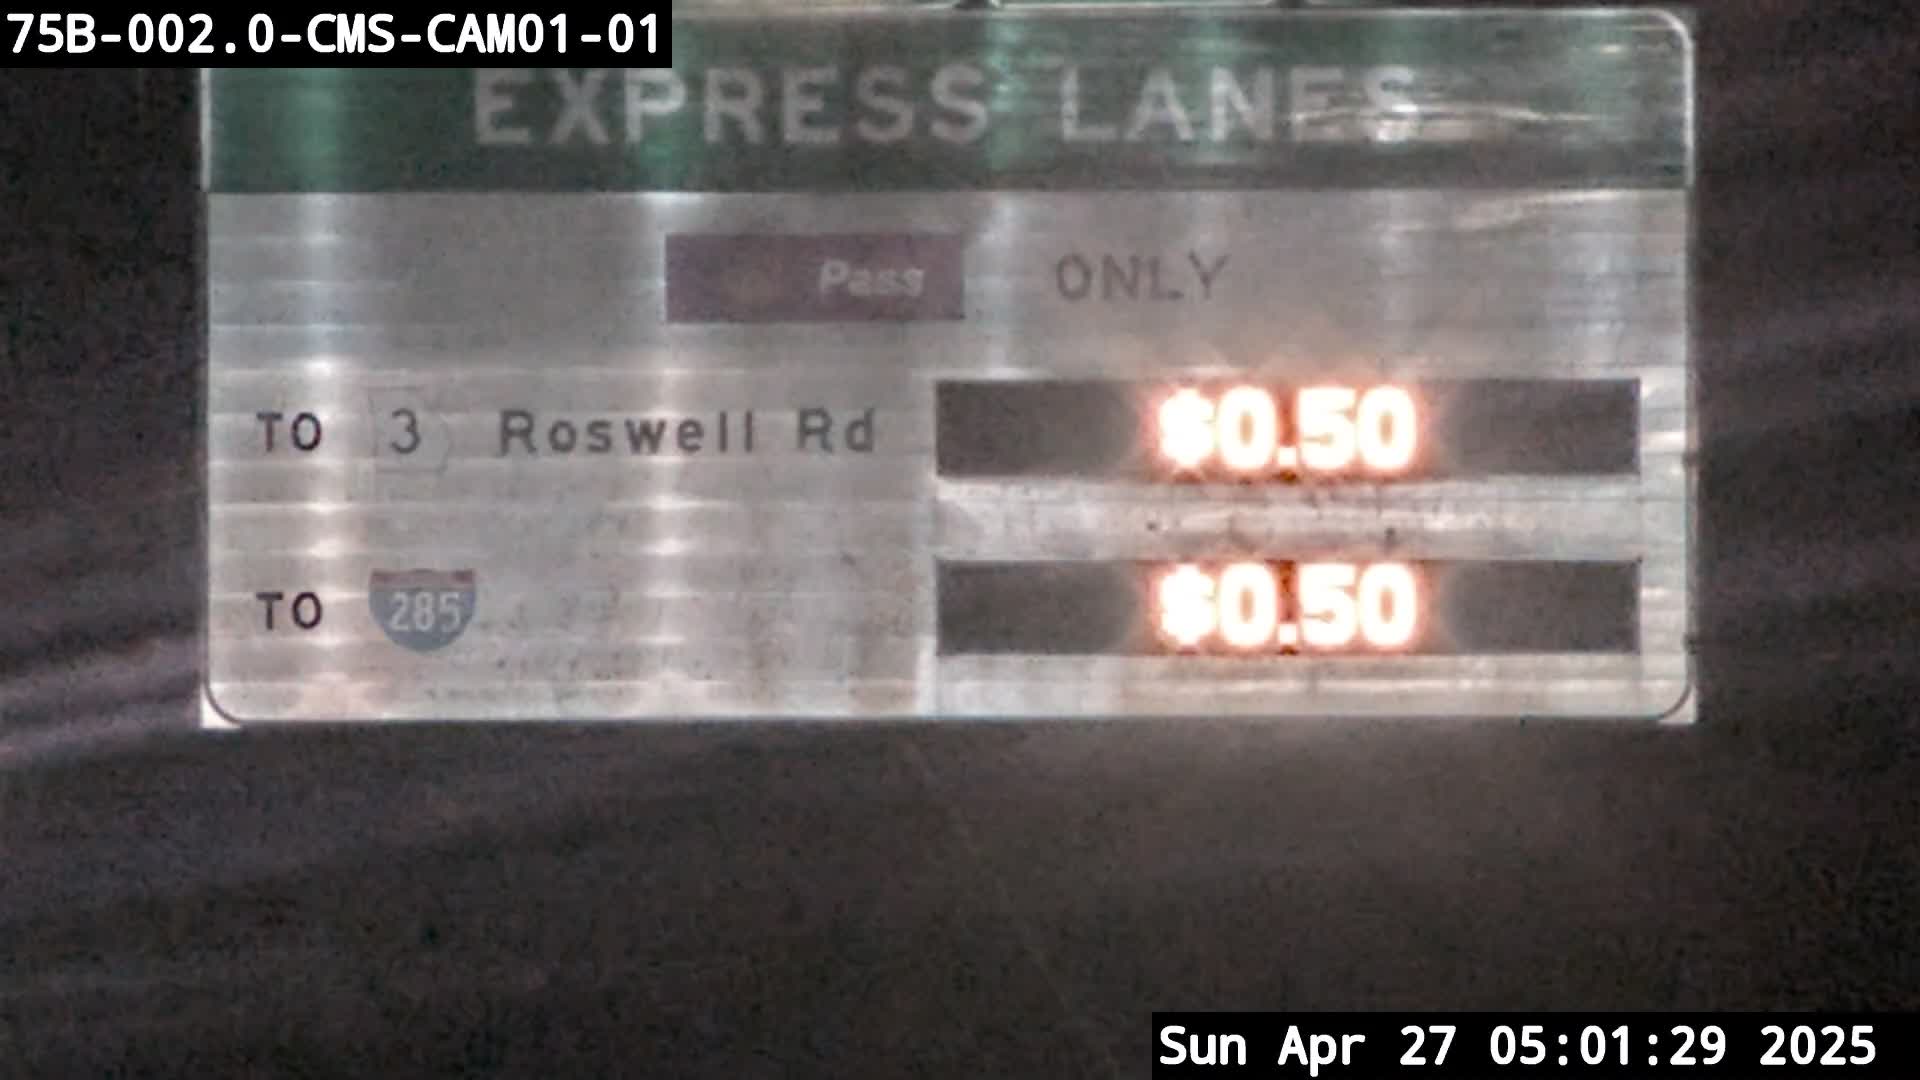 75B-002.0-CMS-CAM01-01
EXPRESS LANES
Pass ONLY
TO 3 Roswell Rd $0.50
TO 285 $0.50
Sun Apr 27 05:01:29 2025